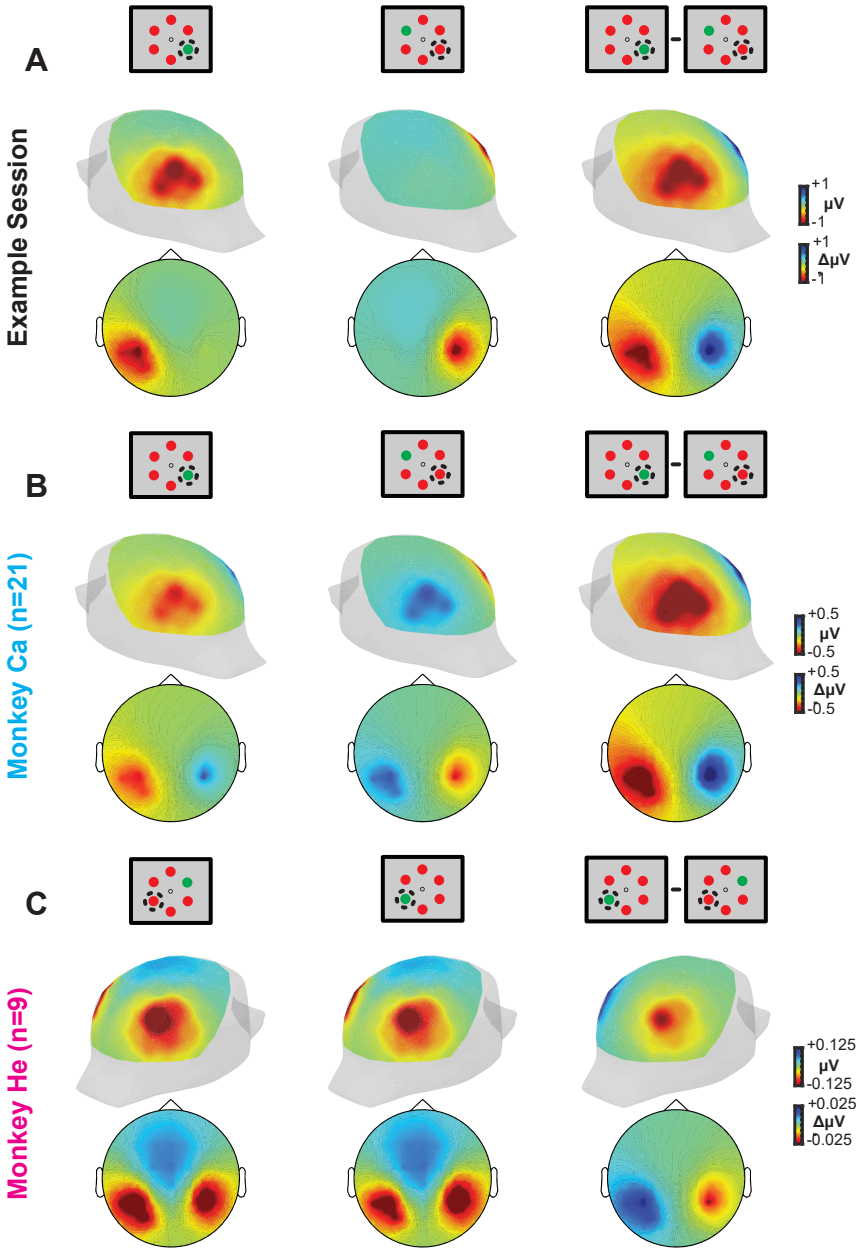 A
Example Session
+1
µV
-1
+1
ΔµV
-1
B
Monkey Ca (n=21)
+0.5
µV
-0.5
+0.5
ΔµV
-0.5
C
Monkey He (n=9)
+0.125
µV
-0.125
+0.025
ΔµV
-0.025